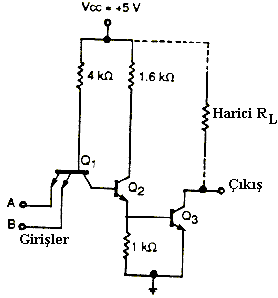 Vcc = +5 V
4 kΩ
1.6 kΩ
Harici RL
Q1
A
Q2
Çıkış
B
Q3
Girişler
1 kΩ